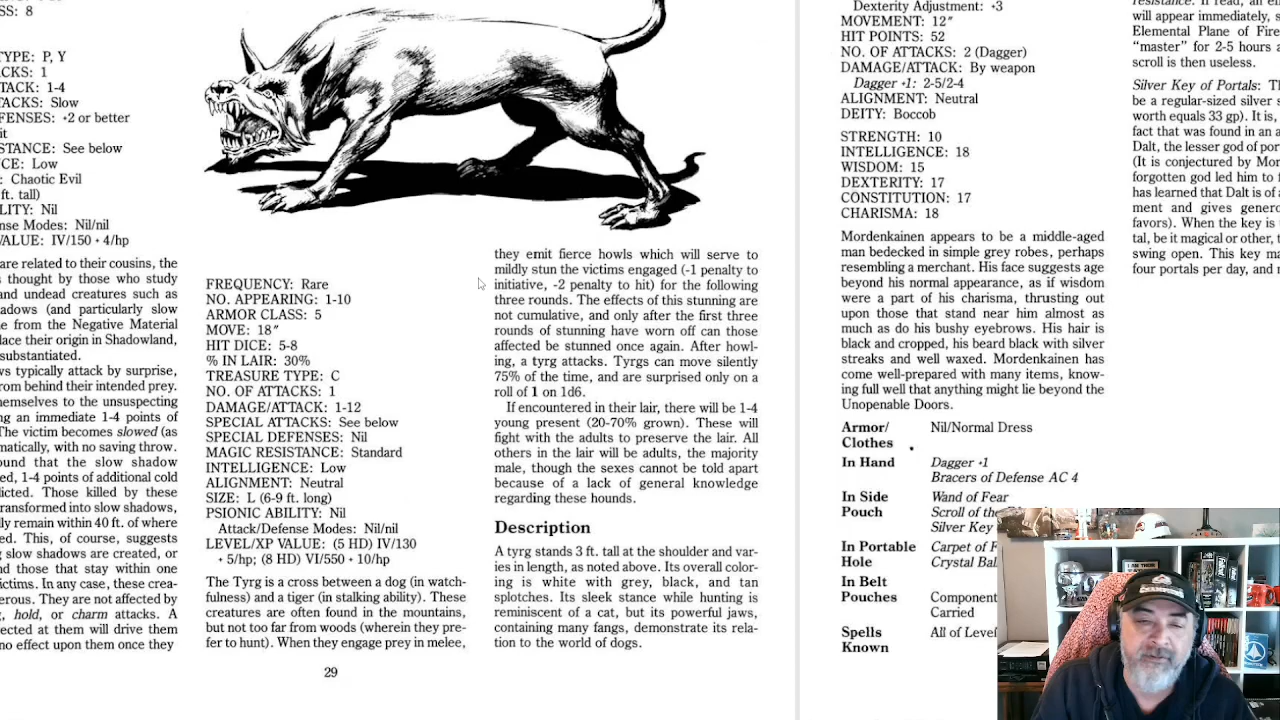 SS: 8
TYPE: P, Y
CKS: 1
TACK: 1-4
TACKS: Slow
FENSES: +2 or better
it
STANCE: See below
CE: Low
: Chaotic Evil
ft. tall)
LITY: Nil
nse Modes: Nil/nil
VALUE: IV/150 + 4/hp
are related to their cousins, the
s thought by those who study
and undead creatures such as
adows (and particularly slow
e from the Negative Material
lace their origin in Shadowland,
substantiated.
ws typically attack by surprise,
rom behind their intended prey.
hemselves to the unsuspecting
ng an immediate 1-4 points of
The victim becomes slowed (as
matically, with no saving throw.
ound that the slow shadow
ed, 1-4 points of additional cold
licted. Those killed by these
transformed into slow shadows,
lly remain within 40 ft. of where
ed. This, of course, suggests
g slow shadows are created, or
nd those that stay within one
ictims. In any case, these crea-
erous. They are not affected by
, hold, or charm attacks. A
ected at them will drive them
no effect upon them once they
FREQUENCY: Rare
NO. APPEARING: 1-10
ARMOR CLASS: 5
MOVE: 18"
HIT DICE: 5-8
% IN LAIR: 30%
TREASURE TYPE: C
NO. OF ATTACKS: 1
DAMAGE/ATTACK: 1-12
SPECIAL ATTACKS: See below
SPECIAL DEFENSES: Nil
MAGIC RESISTANCE: Standard
INTELLIGENCE: Low
ALIGNMENT: Neutral
SIZE: L (6-9 ft. long)
PSIONIC ABILITY: Nil
Attack/Defense Modes: Nil/nil
LEVEL/XP VALUE: (5 HD) IV/130
+ 5/hp; (8 HD) VI/550 + 10/hp
The Tyrg is a cross between a dog (in watch-
fulness) and a tiger (in stalking ability). These
creatures are often found in the mountains,
but not too far from woods (wherein they pre-
fer to hunt). When they engage prey in melee,
they emit fierce howls which will serve to
mildly stun the victims engaged (-1 penalty to
initiative, -2 penalty to hit) for the following
three rounds. The effects of this stunning are
not cumulative, and only after the first three
rounds of stunning have worn off can those
affected be stunned once again. After howl-
ing, a tyrg attacks. Tyrgs can move silently
75% of the time, and are surprised only on a
roll of 1 on 1d6.
If encountered in their lair, there will be 1-4
young present (20-70% grown). These will
fight with the adults to preserve the lair. All
others in the lair will be adults, the majority
male, though the sexes cannot be told apart
because of a lack of general knowledge
regarding these hounds.
Description
A tyrg stands 3 ft. tall at the shoulder and var-
ies in length, as noted above. Its overall color-
ing is white with grey, black, and tan
splotches. Its sleek stance while hunting is
reminiscent of a cat, but its powerful jaws,
containing many fangs, demonstrate its rela-
tion to the world of dogs.
29
Dexterity Adjustment: +3
MOVEMENT: 12"
HIT POINTS: 52
NO. OF ATTACKS: 2 (Dagger)
DAMAGE/ATTACK: By weapon
Dagger +1: 2-5/2-4
ALIGNMENT: Neutral
DEITY: Boccob
STRENGTH: 10
INTELLIGENCE: 18
WISDOM: 15
DEXTERITY: 17
CONSTITUTION: 17
CHARISMA: 18
Mordenkainen appears to be a middle-aged
man bedecked in simple grey robes, perhaps
resembling a merchant. His face suggests age
beyond his normal appearance, as if wisdom
were a part of his charisma, thrusting out
upon those that stand near him almost as
much as do his bushy eyebrows. His hair is
black and cropped, his beard black with silver
streaks and well waxed. Mordenkainen has
come well-prepared with many items, know-
ing full well that anything might lie beyond the
Unopenable Doors.
Armor/ Nil/Normal Dress
Clothes
In Hand Dagger +1
Bracers of Defense AC 4
In Side Wand of Fear
Pouch Scroll of the
Silver Key
In Portable Carpet of F
Hole Crystal Bal
In Belt
Pouches Component
Carried
Spells All of Level
Known
resistance. If read, an el
will appear immediately, s
Elemental Plane of Fire
"master" for 2-5 hours a
scroll is then useless.
Silver Key of Portals: Th
be a regular-sized silver s
worth equals 33 gp). It is,
fact that was found in an a
Dalt, the lesser god of por
(It is conjectured by Mor
forgotten god led him to f
has learned that Dalt is of
ment and gives genero
favors). When the key is
tal, be it magical or other, t
swing open. This key ma
four portals per day, and r